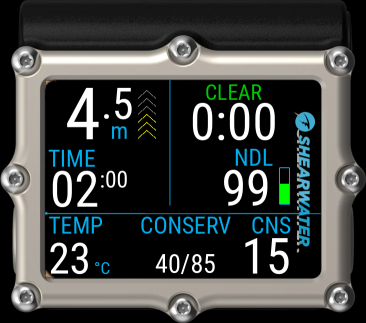 4.5 m
CLEAR
0:00
TIME
02:00
NDL
99
SHEARWATER
TEMP
23 °C
CONSERV
40/85
CNS
15